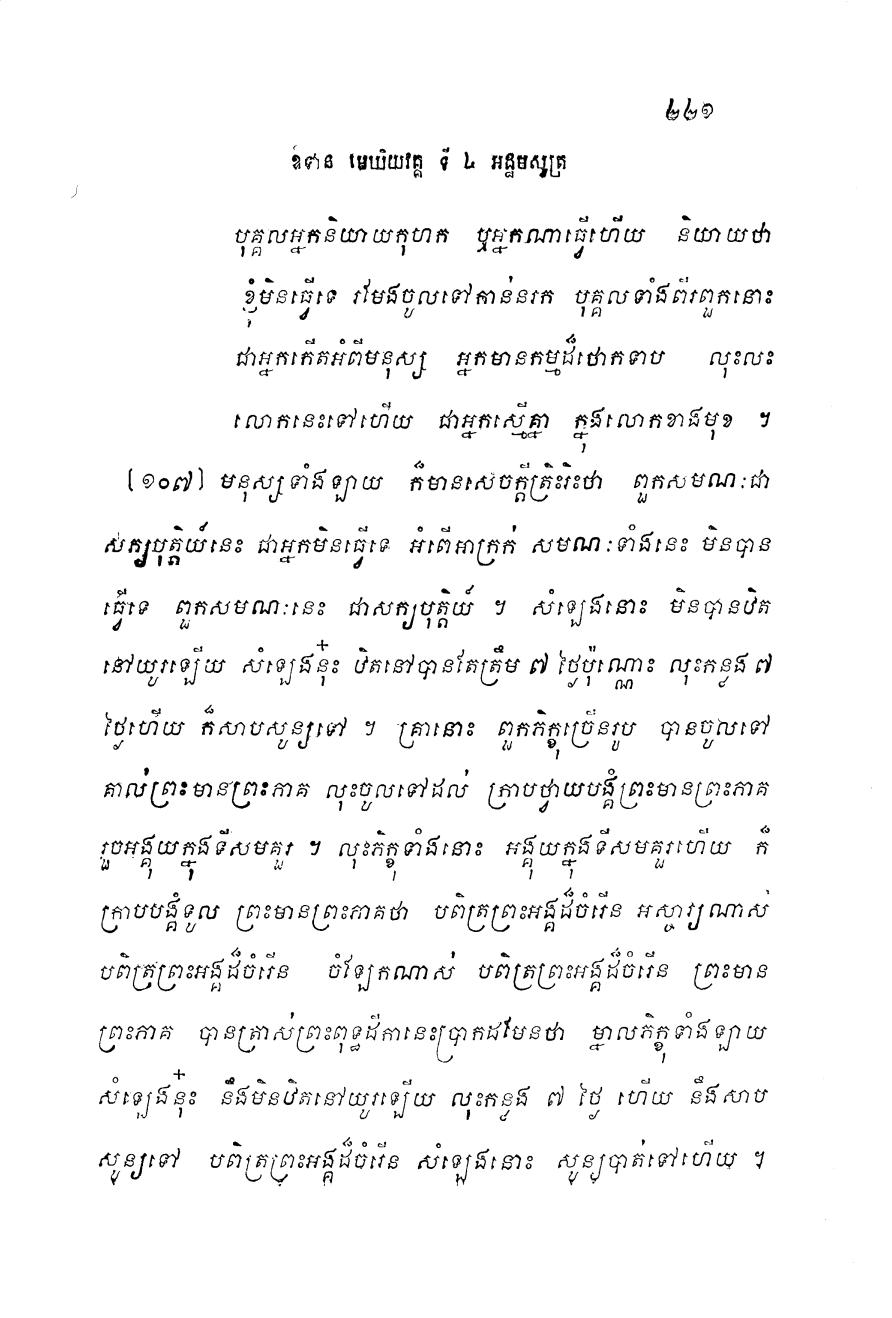 ២២១
ឧទាន មេឃិយវគ្គ ទី ៤ អដ្ឋមសូត្រ
បុគ្គលអ្នកនិយាយកុហក ឬអ្នកណាធ្វើហើយ និយាយថា
ខ្ញុំមិនធ្វើទេ រមែងចូលទៅកាន់នរក បុគ្គលទាំងពីរពួកនោះ
ជាអ្នកកើតអំពីមនុស្ស អ្នកមានកម្មដ៏ថោកទាប លុះលះ
លោកនេះទៅហើយ ជាអ្នកស្មើគ្នា ក្នុងលោកខាងមុខ ។
(១០៧) មនុស្សទាំងឡាយ ក៏មានសេចក្តីត្រិះរិះថា ពួកសមណៈជា
សក្យបុត្តិយ៍នេះ ជាអ្នកមិនធ្វើទេ អំពើអាក្រក់ សមណៈទាំងនេះ មិនបាន
ធ្វើទេ ពួកសមណៈនេះ ជាសក្យបុត្តិយ៍ ។ សំឡេងនោះ មិនបានឋិត
នៅយូរឡើយ សំឡេងនុ៎ះ ឋិតនៅបានតែត្រឹម ៧ ថ្ងៃប៉ុណ្ណោះ លុះកន្លង ៧
ថ្ងៃហើយ ក៏សាបសូន្យទៅ ។ គ្រានោះ ពួកភិក្ខុច្រើនរូប បានចូលទៅ
គាល់ព្រះមានព្រះភាគ លុះចូលទៅដល់ ក្រាបថ្វាយបង្គំព្រះមានព្រះភាគ
រួចអង្គុយក្នុងទីសមគួរ ។ លុះភិក្ខុទាំងនោះ អង្គុយក្នុងទីសមគួរហើយ ក៏
ក្រាបបង្គំទូល ព្រះមានព្រះភាគថា បពិត្រព្រះអង្គដ៏ចំរើន អស្ចារ្យណាស់
បពិត្រព្រះអង្គដ៏ចំរើន ចំឡែកណាស់ បពិត្រព្រះអង្គដ៏ចំរើន ព្រះមាន
ព្រះភាគ បានត្រាស់ព្រះពុទ្ធដីកានេះប្រាកដមែនថា ម្នាលភិក្ខុទាំងឡាយ
សំឡេងនុ៎ះ នឹងមិនឋិតនៅយូរឡើយ លុះកន្លង ៧ ថ្ងៃ ហើយ នឹងសាប
សូន្យទៅ បពិត្រព្រះអង្គដ៏ចំរើន សំឡេងនោះ សូន្យបាត់ទៅហើយ ។